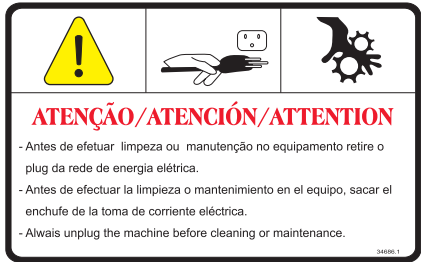 ATENÇÃO/ATENCIÓN/ATTENTION
- Antes de efetuar limpeza ou manutenção no equipamento retire o
plug da rede de energia elétrica.
- Antes de efectuar la limpieza o mantenimiento en el equipo, sacar el
enchufe de la toma de corriente eléctrica.
- Alwais unplug the machine before cleaning or maintenance.
34686.1